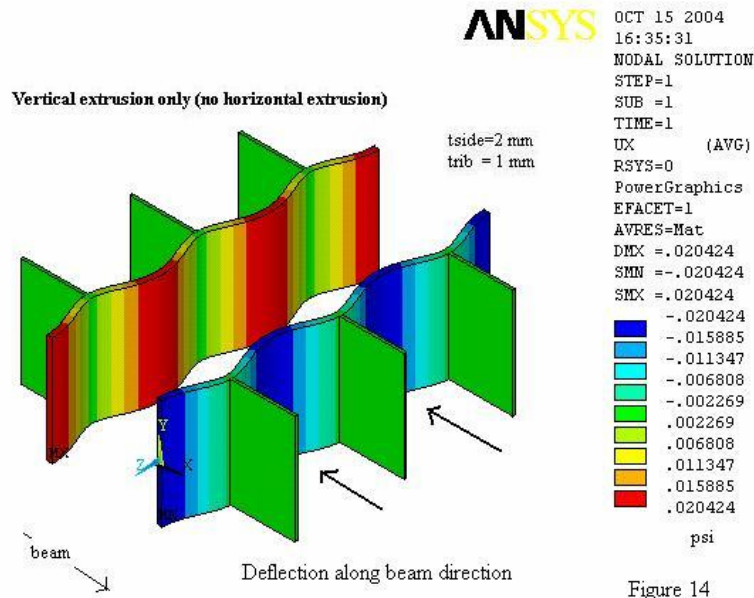 ANSYS
OCT 15 2004
16:35:31
NODAL SOLUTION
STEP=1
SUB =1
TIME=1
UX (AVG)
RSYS=0
PowerGraphics
EFACET=1
AVRES=Mat
DMX =.020424
SMN =-.020424
SMX =.020424
-.020424
-.015885
-.011347
-.006808
-.002269
.002269
.006808
.011347
.015885
.020424
psi
Vertical extrusion only (no horizontal extrusion)
tside=2 mm
trib = 1 mm
Y
Z
X
beam
Deflection along beam direction
Figure 14